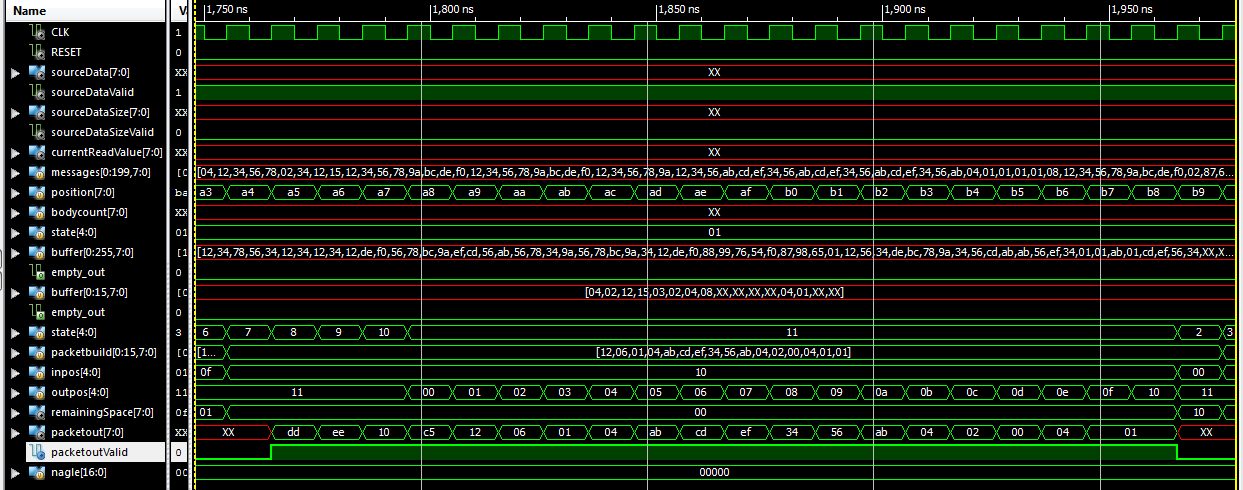 Name V 1,750 ns 1,800 ns 1,850 ns 1,900 ns 1,950 ns
CLK 1
RESET 0
sourceData[7:0] XX XX
sourceDataValid 1
sourceDataSize[7:0] XX XX
sourceDataSizeValid 0
currentReadValue[7:0] XX XX
messages[0:199,7:0] [0 [04,12,34,56,78,02,34,12,15,12,34,56,78,9a,bc,de,f0,12,34,56,78,9a,bc,de,f0,12,34,56,78,9a,12,34,56,ab,cd,ef,34,56,ab,cd,ef,34,56,ab,cd,ef,34,56,ab,04,01,01,01,01,08,12,34,56,78,9a,bc,de,f0,02,87,6...
position[7:0] ba a3 a4 a5 a6 a7 a8 a9 aa ab ac ad ae af b0 b1 b2 b3 b4 b5 b6 b7 b8 b9
bodycount[7:0] XX XX
state[4:0] 01 01
buffer[0:255,7:0] [1 [12,34,78,56,34,12,34,12,34,12,de,f0,56,78,bc,9a,ef,cd,56,ab,56,78,34,9a,56,78,bc,9a,34,12,de,f0,88,99,76,54,f0,87,98,65,01,12,56,34,de,bc,78,9a,34,56,cd,ab,ab,56,ef,34,01,01,ab,01,cd,ef,56,34,XX,X...
empty_out 0
buffer[0:15,7:0] [0 [04,02,12,15,03,02,04,08,XX,XX,XX,XX,04,01,XX,XX]
empty_out 0
state[4:0] 3 6 7 8 9 10 11 2 3
packetbuild[0:15,7:0] [0 [1... [12,06,01,04,ab,cd,ef,34,56,ab,04,02,00,04,01,01]
inpos[4:0] 01 0f 10 00
outpos[4:0] 11 11 00 01 02 03 04 05 06 07 08 09 0a 0b 0c 0d 0e 0f 10 11
remainingSpace[7:0] 0f 01 00 10
packetout[7:0] XX XX dd ee 10 c5 12 06 01 04 ab cd ef 34 56 ab 04 02 00 04 01 XX
packetoutValid 0
nagle[16:0] 00 00000